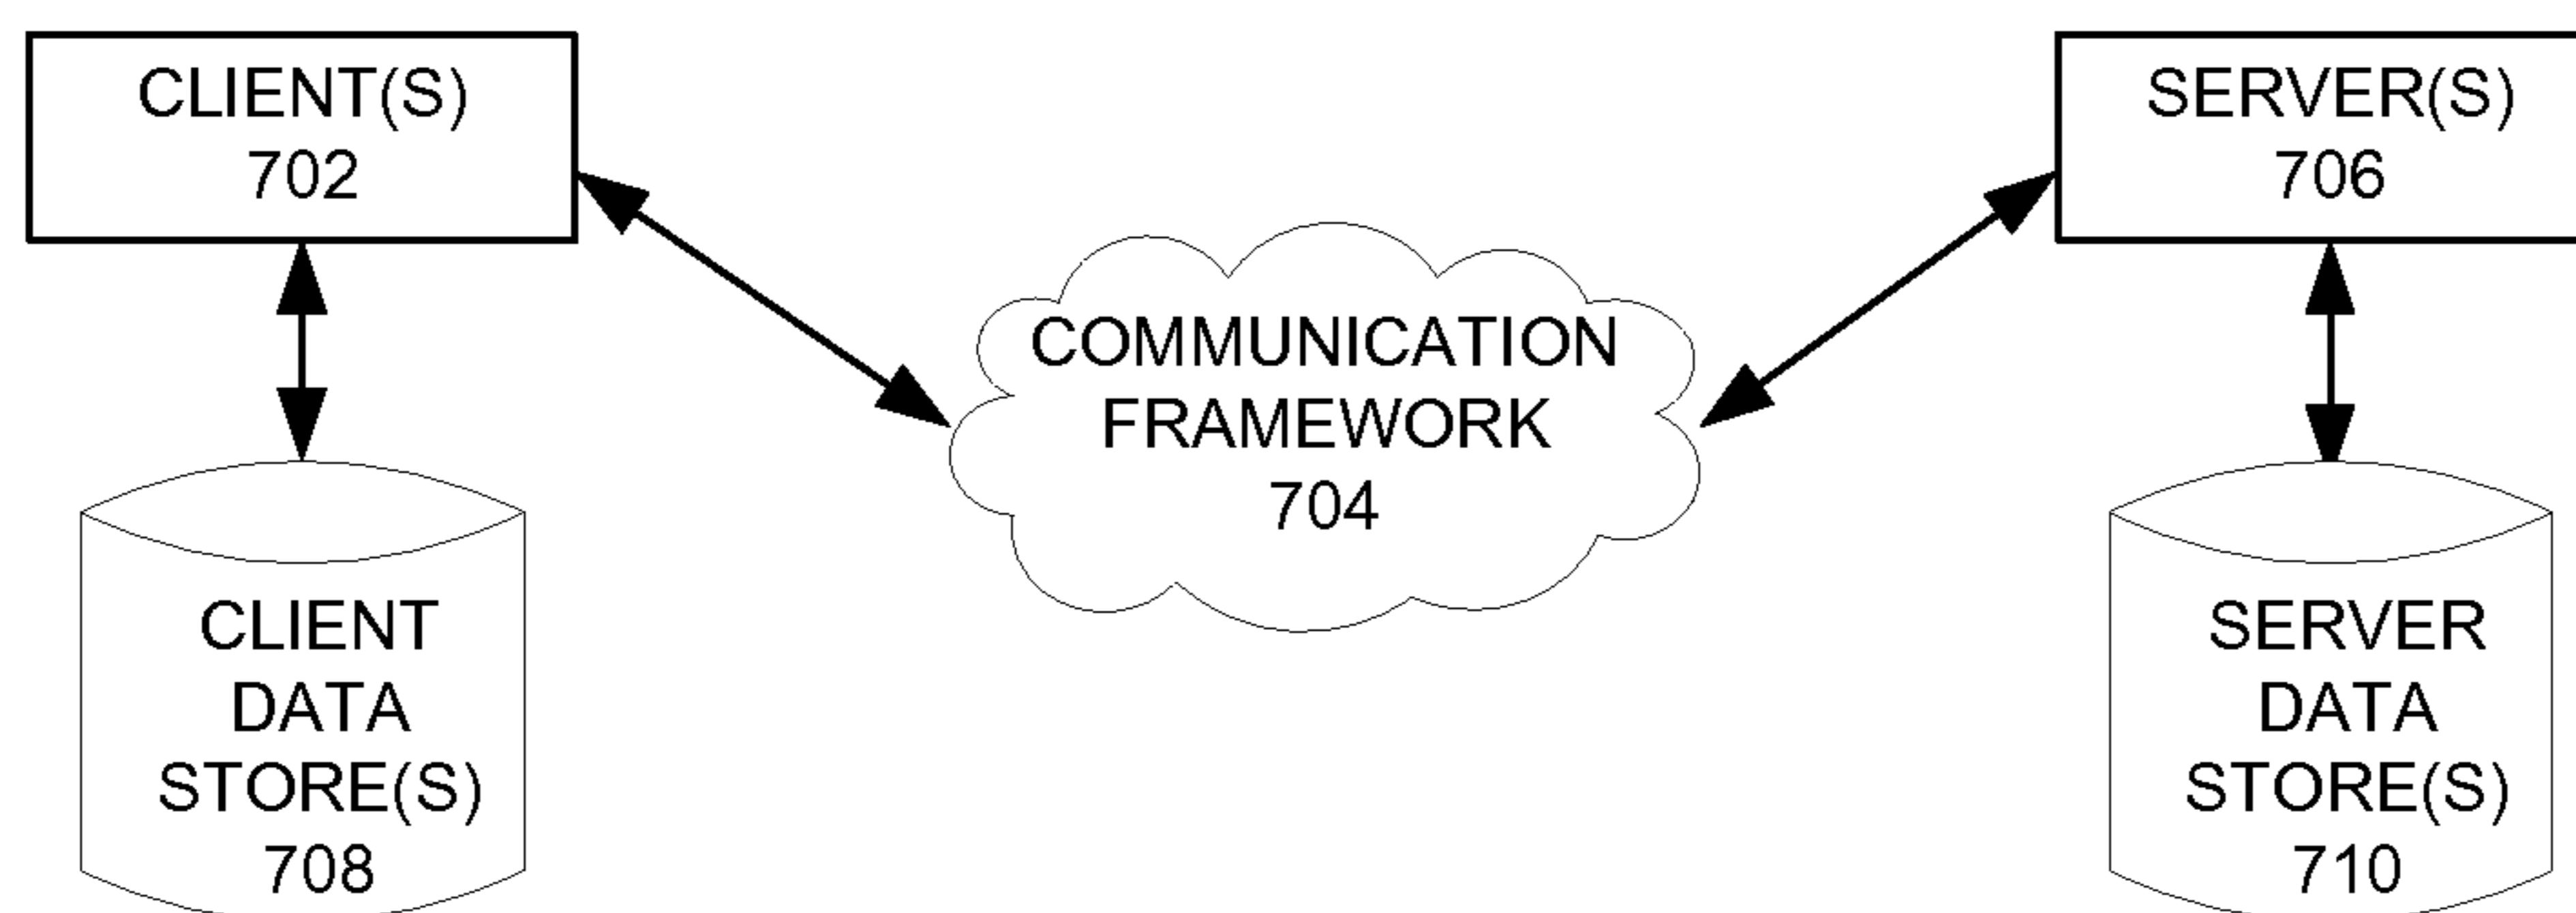 CLIENT(S)
702
SERVER(S)
706
COMMUNICATION
FRAMEWORK
704
CLIENT
DATA
STORE(S)
708
SERVER
DATA
STORE(S)
710